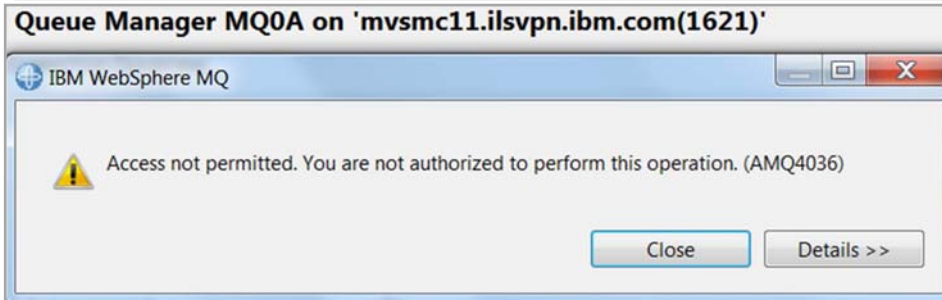 Queue Manager MQ0A on 'mvsmc11.ilsvpn.ibm.com(1621)'
IBM WebSphere MQ
Access not permitted. You are not authorized to perform this operation. (AMQ4036)
Close Details >>